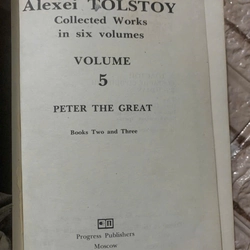 Alexei TOLSTOY
Collected Works
in six volumes
VOLUME
5
PETER THE GREAT
Books Two and Three
Progress Publishers
Moscow